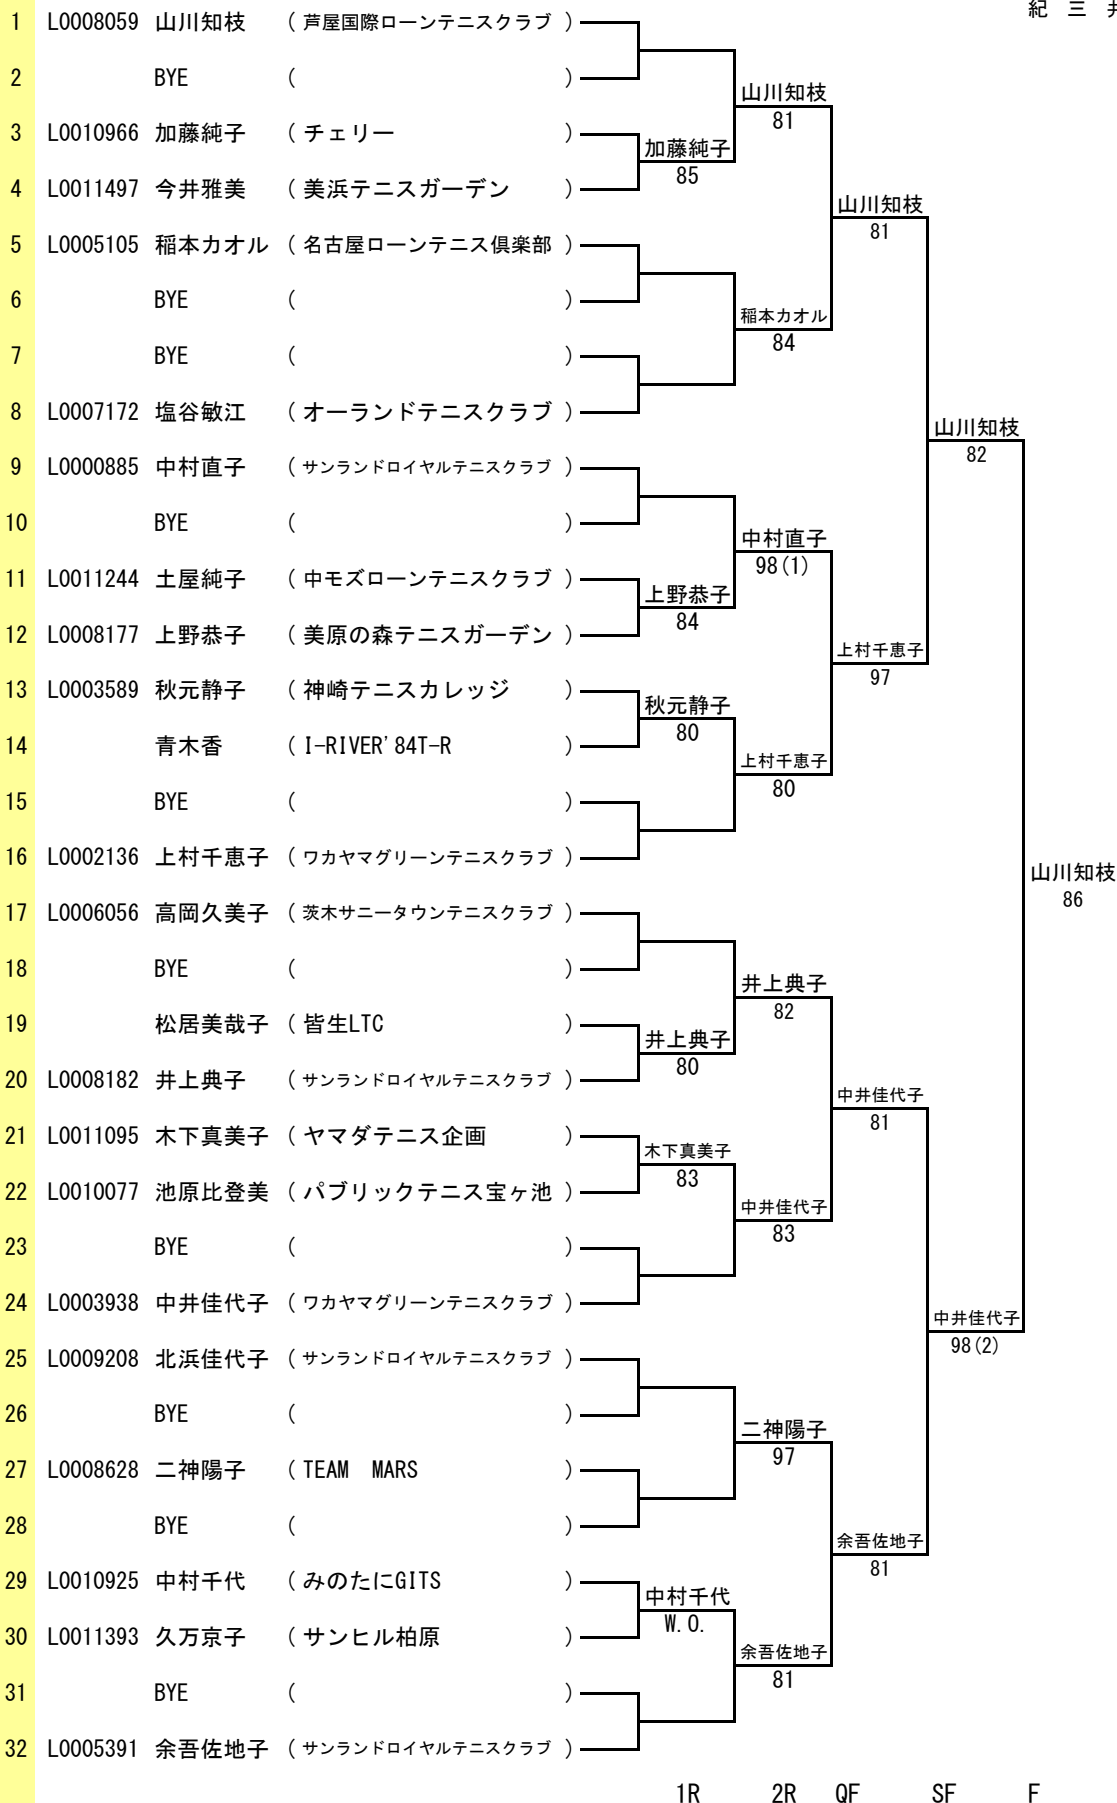 紀 三
1 L0008059 山川知枝 ( 芦屋国際ローンテニスクラブ )
2 BYE ( )
山川知枝
81
3 L0010966 加藤純子 ( チェリー )
加藤純子
85
4 L0011497 今井雅美 ( 美浜テニスガーデン )
山川知枝
81
5 L0005105 稲本カオル ( 名古屋ローンテニス倶楽部 )
6 BYE ( )
稲本カオル
84
7 BYE ( )
8 L0007172 塩谷敏江 ( オーランドテニスクラブ )
山川知枝
82
9 L0000885 中村直子 ( サンランドロイヤルテニスクラブ )
10 BYE ( )
中村直子
98(1)
11 L0011244 土屋純子 ( 中モズローンテニスクラブ )
上野恭子
84
12 L0008177 上野恭子 ( 美原の森テニスガーデン )
上村千恵子
97
13 L0003589 秋元静子 ( 神崎テニスカレッジ )
秋元静子
80
14 青木香 ( I-RIVER'84T-R )
上村千恵子
80
15 BYE ( )
16 L0002136 上村千恵子 ( ワカヤマグリーンテニスクラブ )
山川知枝
86
17 L0006056 高岡久美子 ( 茨木サニータウンテニスクラブ )
18 BYE ( )
井上典子
82
19 松居美哉子 ( 皆生LTC )
井上典子
80
20 L0008182 井上典子 ( サンランドロイヤルテニスクラブ )
中井佳代子
81
21 L0011095 木下真美子 ( ヤマダテニス企画 )
木下真美子
83
22 L0010077 池原比登美 ( パブリックテニス宝ヶ池 )
中井佳代子
83
23 BYE ( )
24 L0003938 中井佳代子 ( ワカヤマグリーンテニスクラブ )
中井佳代子
98(2)
25 L0009208 北浜佳代子 ( サンランドロイヤルテニスクラブ )
26 BYE ( )
二神陽子
97
27 L0008628 二神陽子 ( TEAM　MARS )
28 BYE ( )
余吾佐地子
81
29 L0010925 中村千代 ( みのたにGITS )
中村千代
W.O.
30 L0011393 久万京子 ( サンヒル柏原 )
余吾佐地子
81
31 BYE ( )
32 L0005391 余吾佐地子 ( サンランドロイヤルテニスクラブ )
1R 2R QF SF F